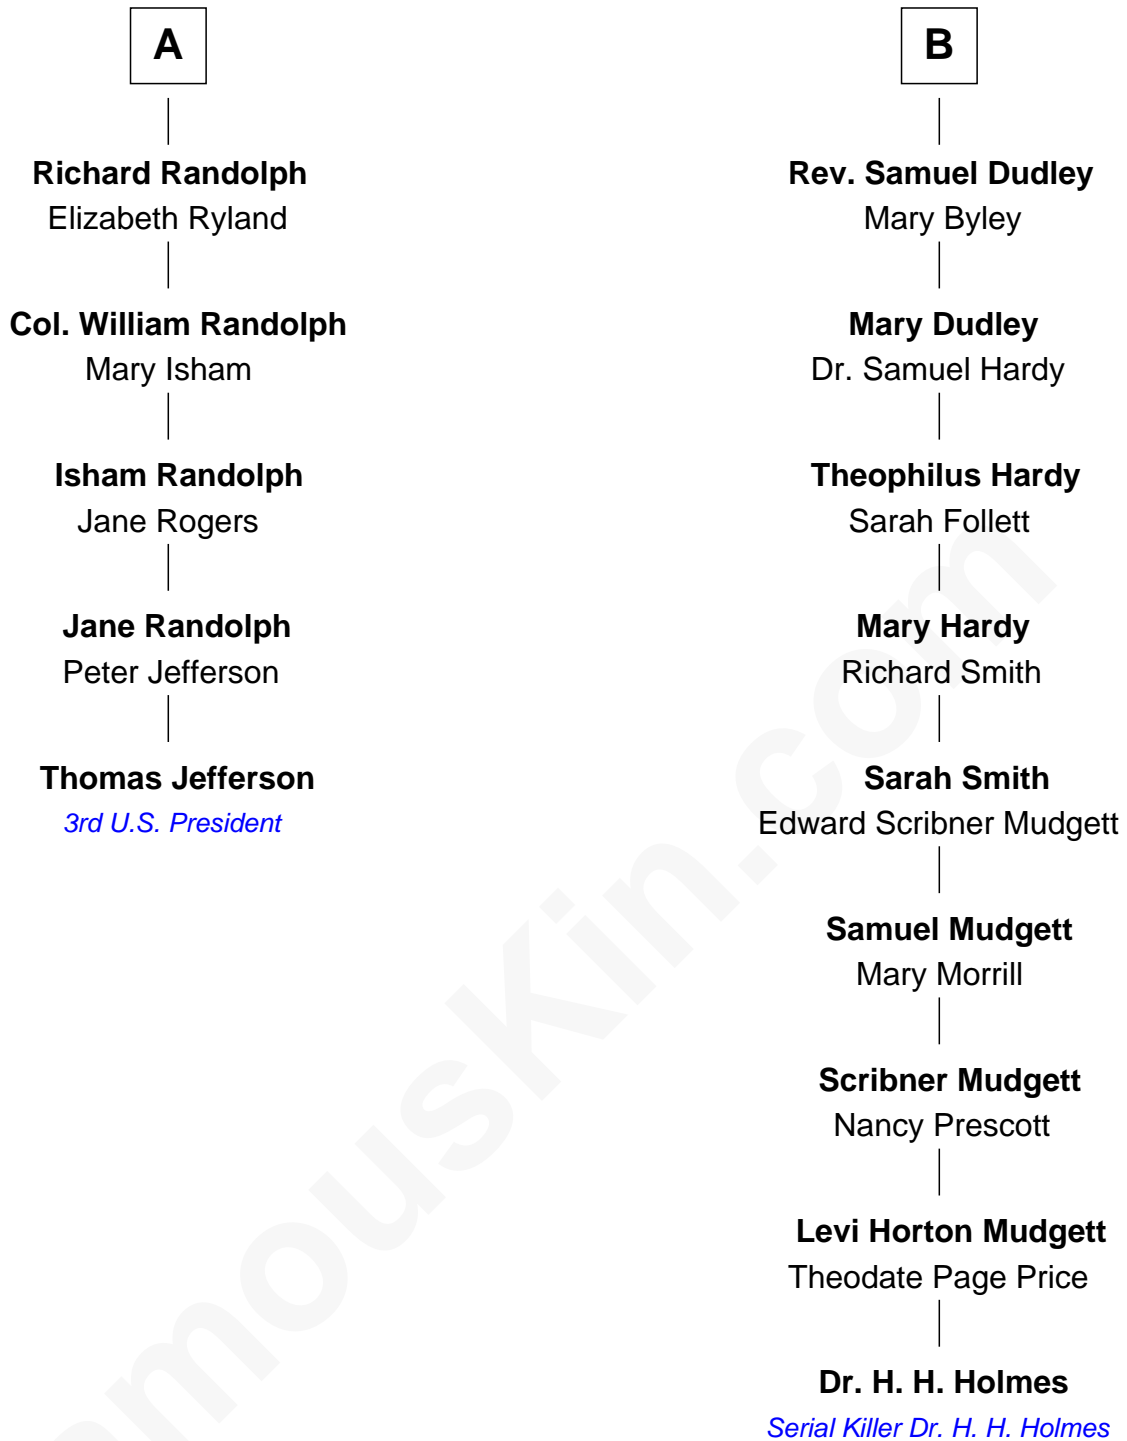 A
Richard Randolph
Elizabeth Ryland
Col. William Randolph
Mary Isham
Isham Randolph
Jane Rogers
Jane Randolph
Peter Jefferson
Thomas Jefferson
3rd U.S. President
B
Rev. Samuel Dudley
Mary Byley
Mary Dudley
Dr. Samuel Hardy
Theophilus Hardy
Sarah Follett
Mary Hardy
Richard Smith
Sarah Smith
Edward Scribner Mudgett
Samuel Mudgett
Mary Morrill
Scribner Mudgett
Nancy Prescott
Levi Horton Mudgett
Theodate Page Price
Dr. H. H. Holmes
Serial Killer Dr. H. H. Holmes
amousKin.com